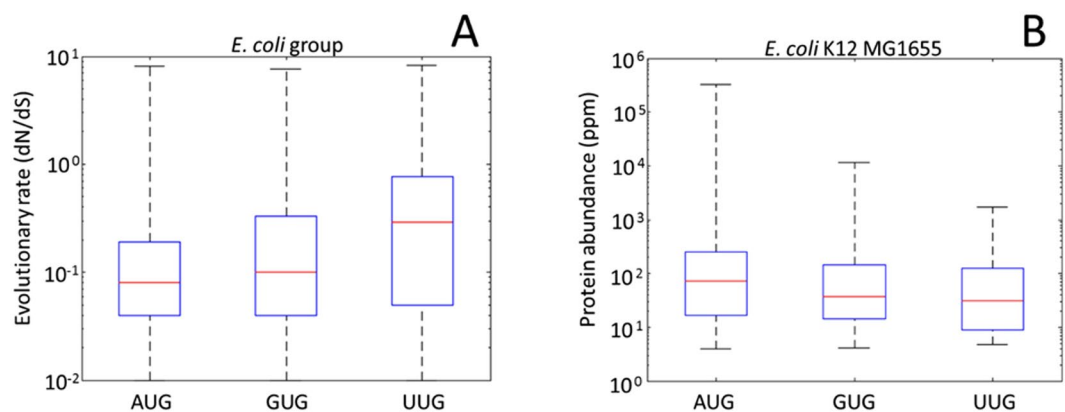 E. coli group
A
Evolutionary rate (dN/dS)
10^1
10^0
10^-1
10^-2
AUG GUG UUG
E. coli K12 MG1655
B
Protein abundance (ppm)
10^6
10^5
10^4
10^3
10^2
10^1
10^0
AUG GUG UUG